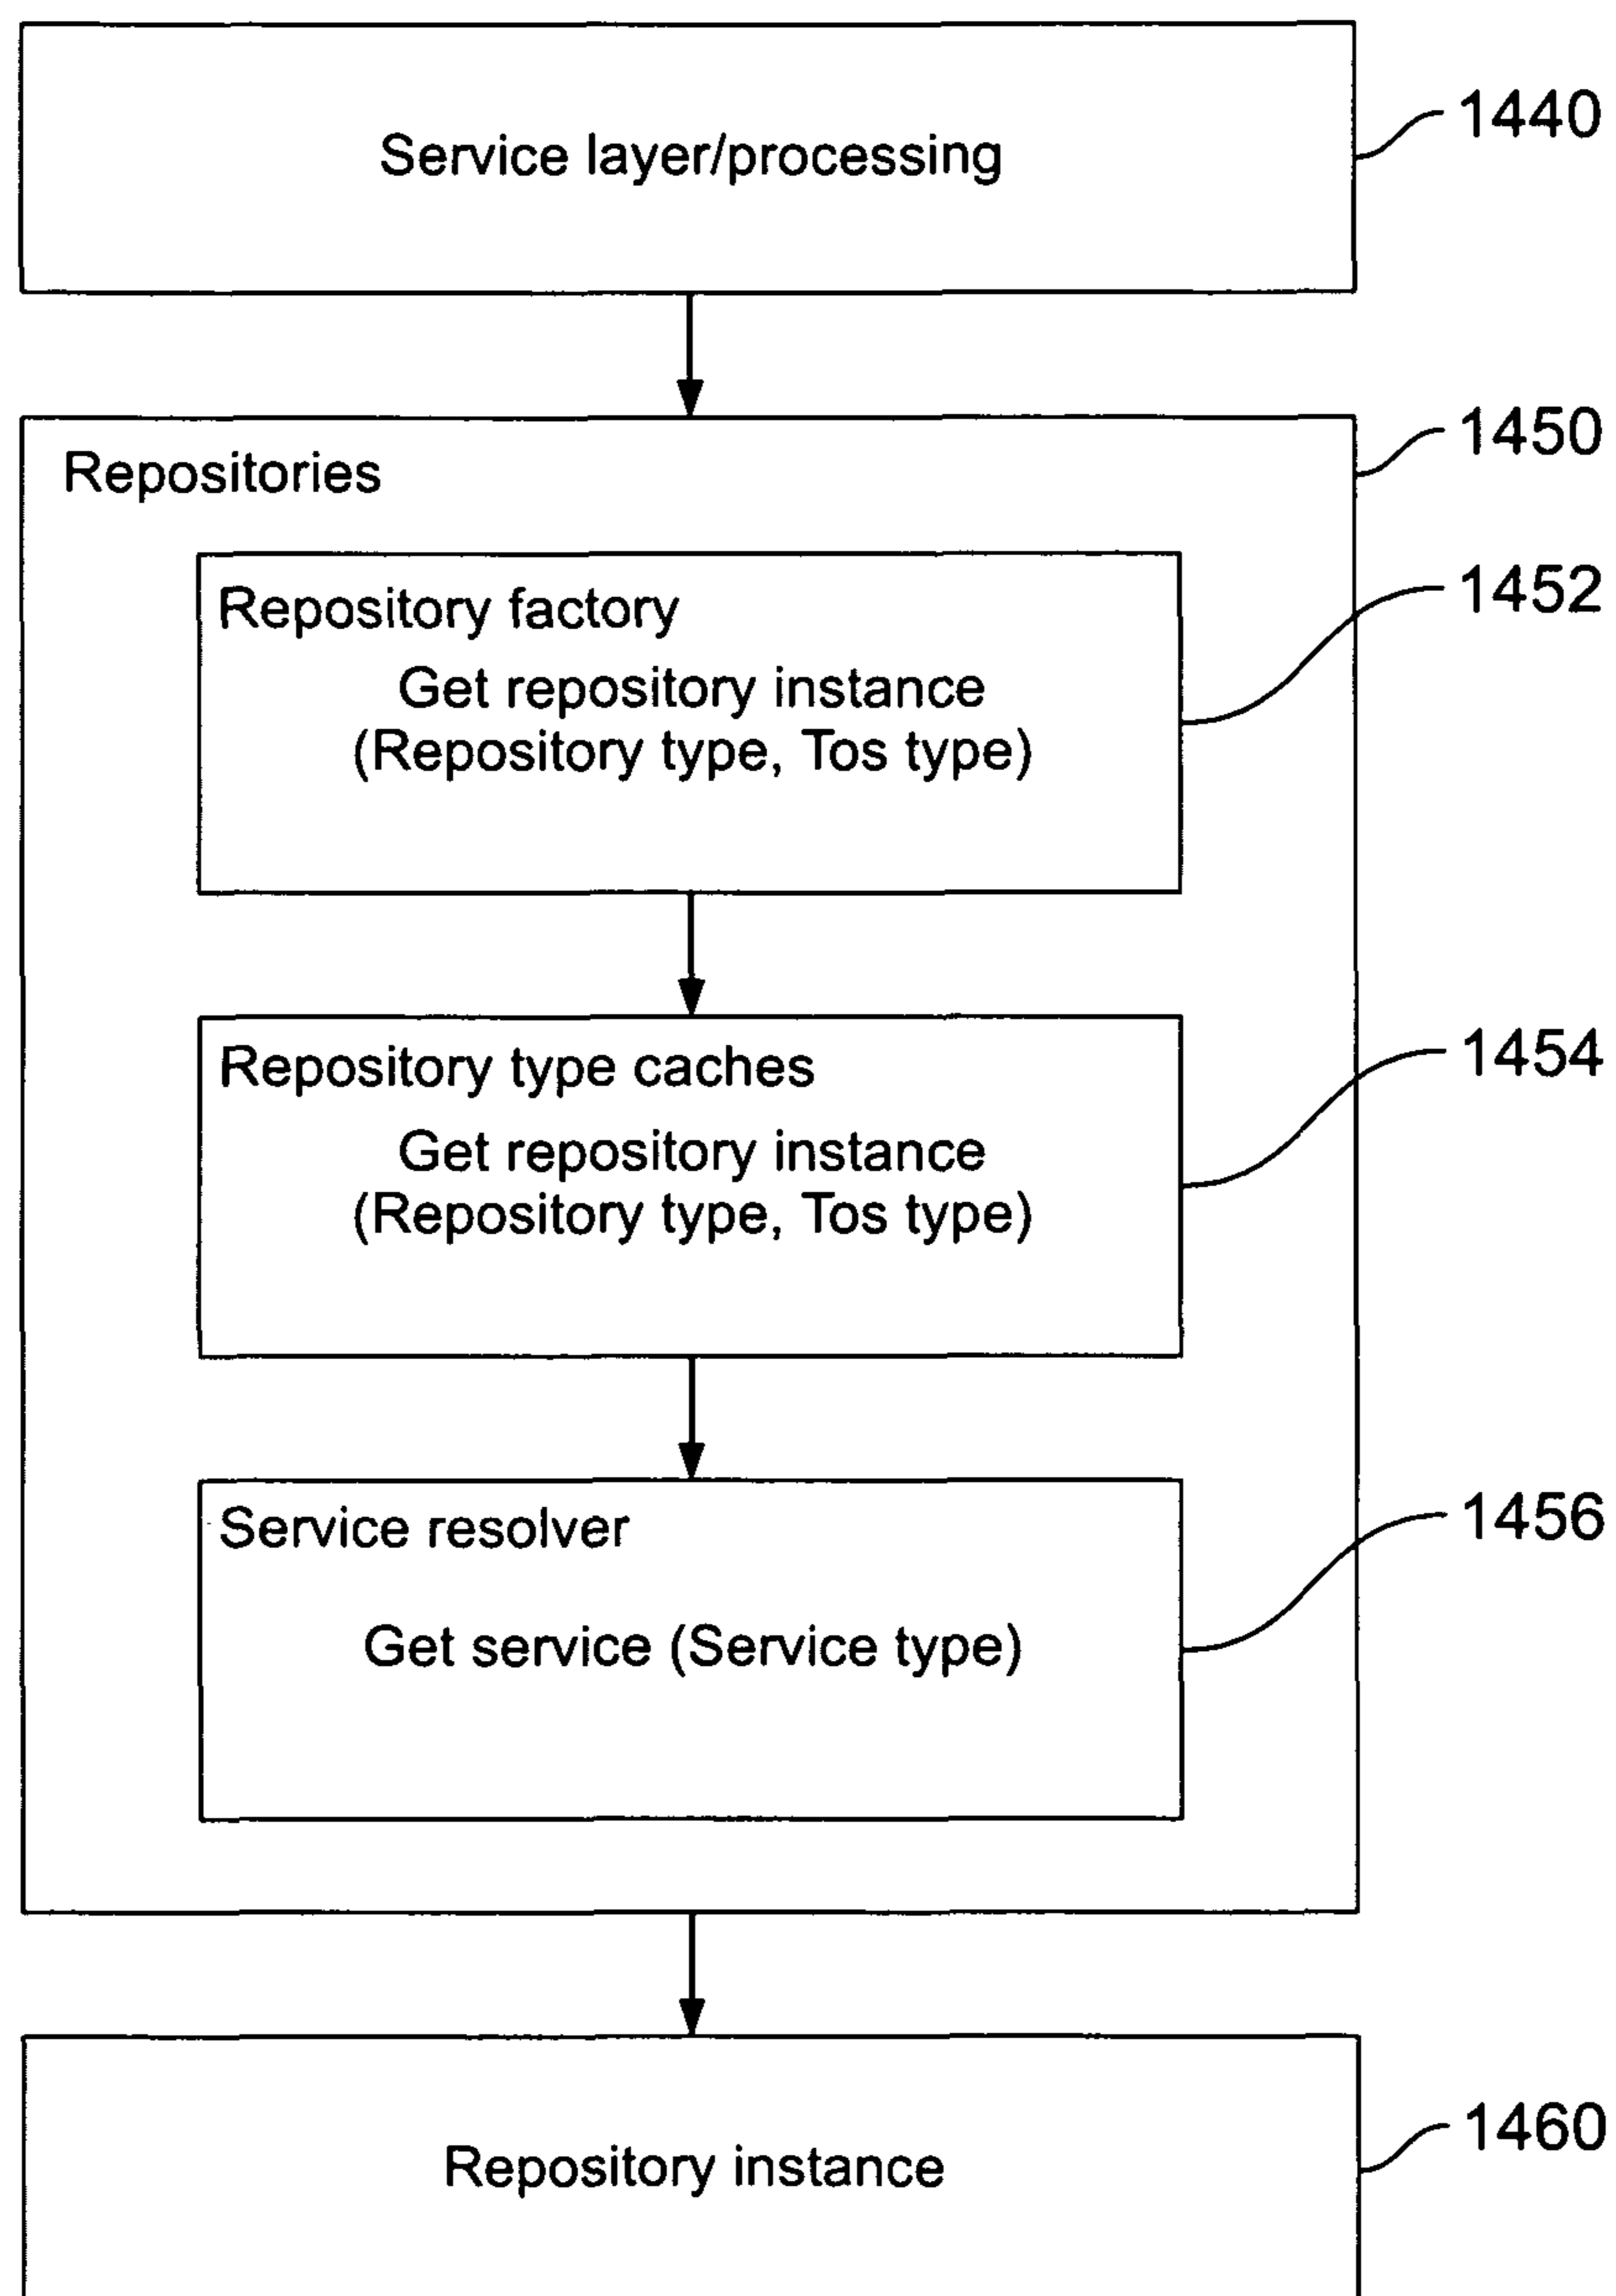 Service layer/processing
1440
1450
Repositories
Repository factory
1452
Get repository instance
(Repository type, Tos type)
Repository type caches
1454
Get repository instance
(Repository type, Tos type)
Service resolver
1456
Get service (Service type)
1460
Repository instance